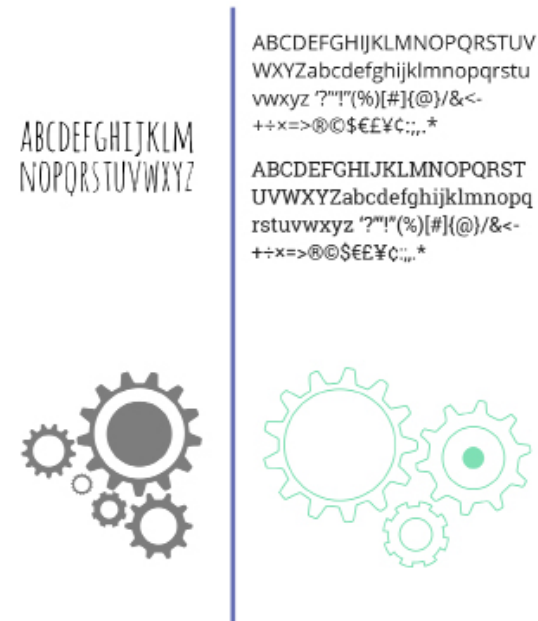 ABCDEFGHIJKLM
NOPQRSTUVWXYZ
ABCDEFGHIJKLMNOPQRSTUV
WXYZabcdefghijklmnopqrstu
vwxyz ‘?’“!”(%)[#]{@}/&<-
+÷×=>®©$€£¥¢:;,.*
ABCDEFGHIJKLMNOPQRST
UVWXYZabcdefghijklmnopq
rstuvwxyz ‘?’“!”(%)[#]{@}/&<-
+÷×=>®©$€£¥¢:;,.*